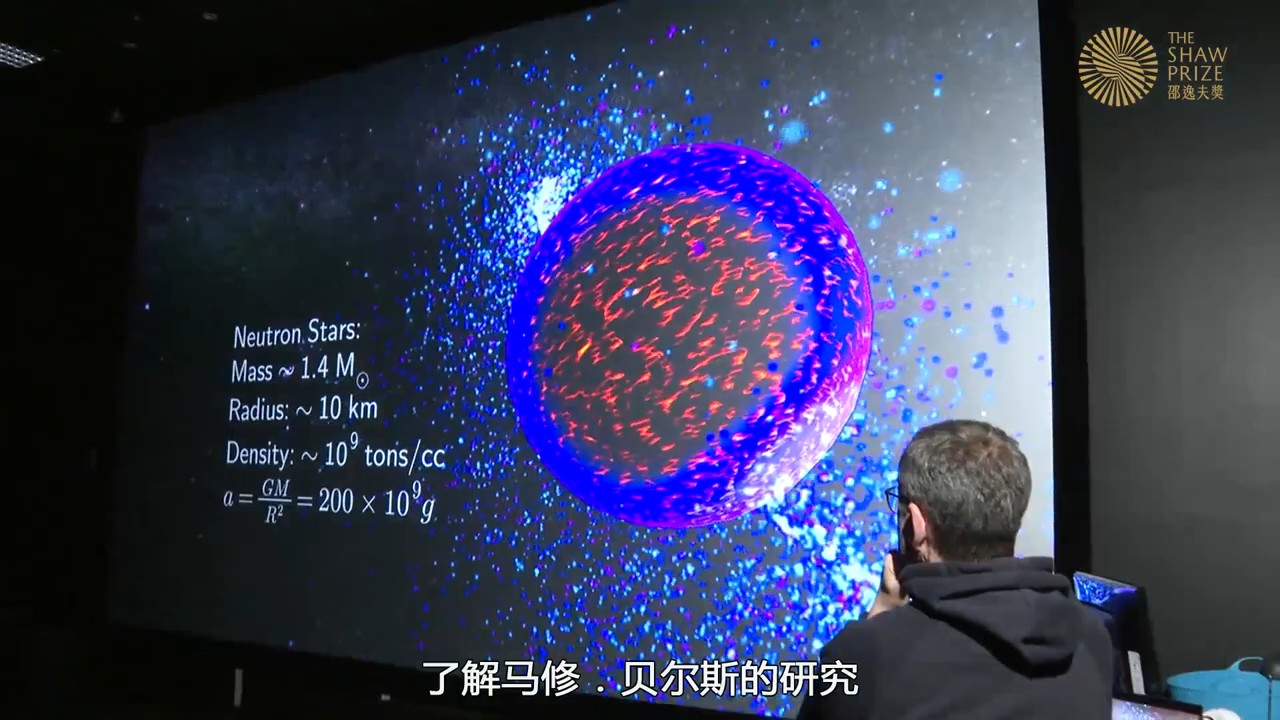 THE
SHAW
PRIZE
邵逸夫獎
Neutron Stars:
Mass ~ 1.4 M☉
Radius: ~ 10 km
Density: ~ 10⁹ tons/cc
a = GM/R² = 200 × 10⁹g
了解马修．贝尔斯的研究